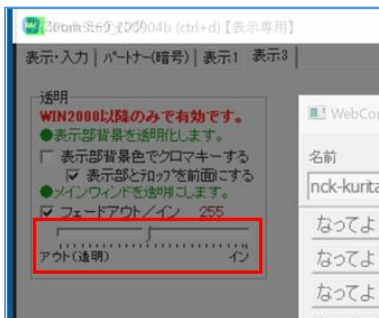 (ctrl+d)【表示専用】
表示・入力 | パートナー(暗号) | 表示1 表示3 |
透明
WIN2000以降のみで有効です。
●表示部背景を透明化します。
表示部背景色でクロマキーする
表示部とテロップを前面にする
●メインウィンドを透明にします。
フェードアウト/イン 255
アウト(透明) イン
WebCo
名前
nck-kurita
なってよ
なってよ
なってよ